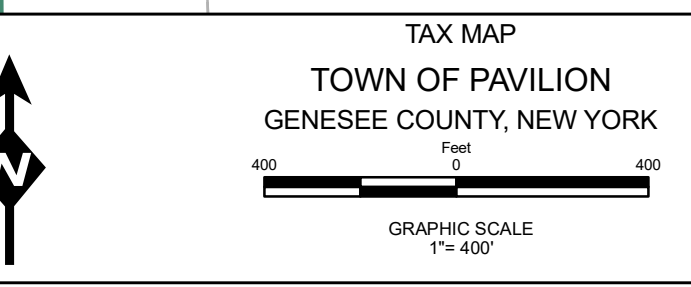 TAX MAP
TOWN OF PAVILION
GENESEE COUNTY, NEW YORK
Feet
400 0 400
N
GRAPHIC SCALE
1"= 400'